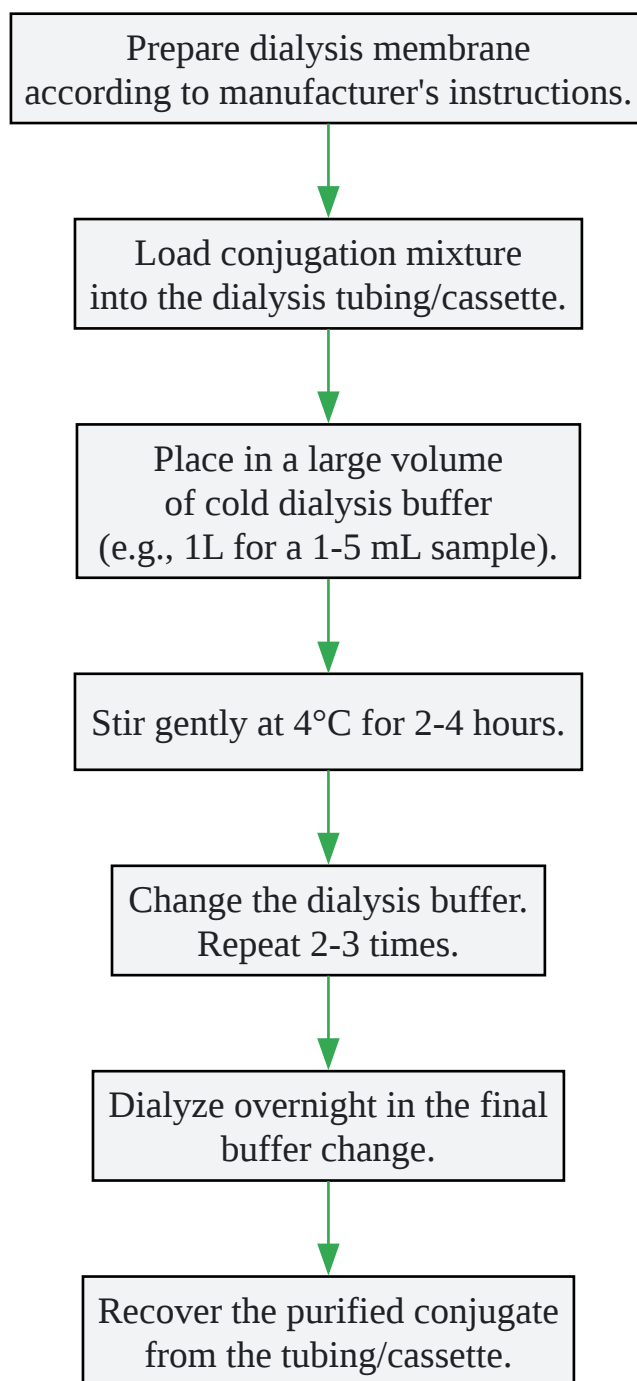 Prepare dialysis membrane
according to manufacturer's instructions.
Load conjugation mixture
into the dialysis tubing/cassette.
Place in a large volume
of cold dialysis buffer
(e.g., 1L for a 1-5 mL sample).
Stir gently at 4°C for 2-4 hours.
Change the dialysis buffer.
Repeat 2-3 times.
Dialyze overnight in the final
buffer change.
Recover the purified conjugate
from the tubing/cassette.